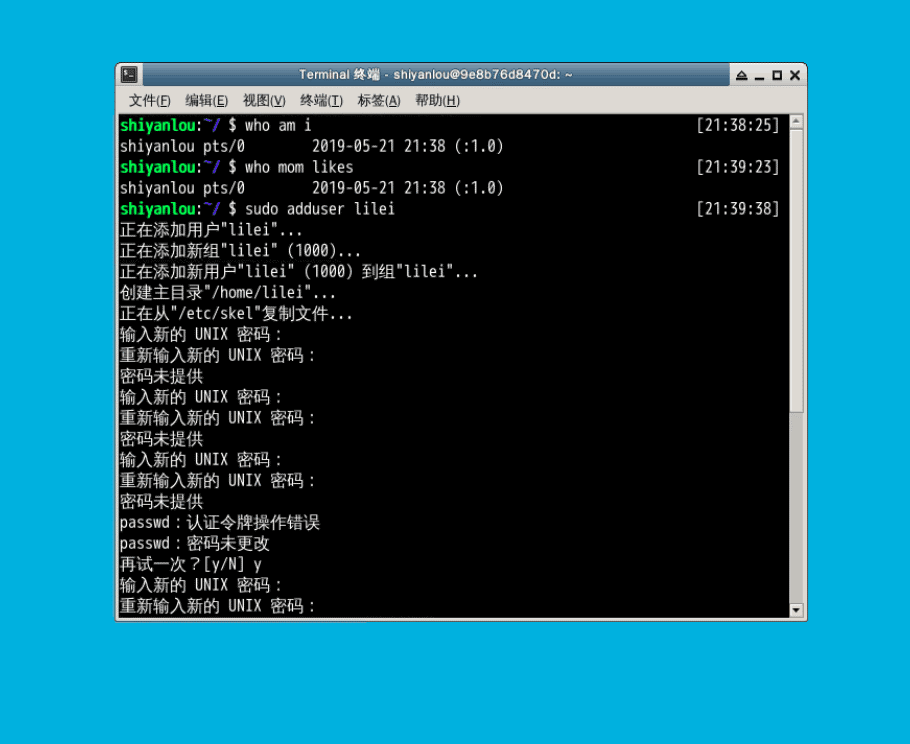 Terminal 终端 - shiyanlou@9e8b76d8470d: ~
文件(F) 编辑(E) 视图(V) 终端(T) 标签(A) 帮助(H)
shiyanlou:~/ $ who am i [21:38:25]
shiyanlou pts/0 2019-05-21 21:38 (:1.0)
shiyanlou:~/ $ who mom likes [21:39:23]
shiyanlou pts/0 2019-05-21 21:38 (:1.0)
shiyanlou:~/ $ sudo adduser lilei [21:39:38]
正在添加用户"lilei"...
正在添加新组"lilei" (1000)...
正在添加新用户"lilei" (1000) 到组"lilei"...
创建主目录"/home/lilei"...
正在从"/etc/skel"复制文件...
输入新的 UNIX 密码：
重新输入新的 UNIX 密码：
密码未提供
输入新的 UNIX 密码：
重新输入新的 UNIX 密码：
密码未提供
输入新的 UNIX 密码：
重新输入新的 UNIX 密码：
密码未提供
passwd：认证令牌操作错误
passwd：密码未更改
再试一次？[y/N] y
输入新的 UNIX 密码：
重新输入新的 UNIX 密码：